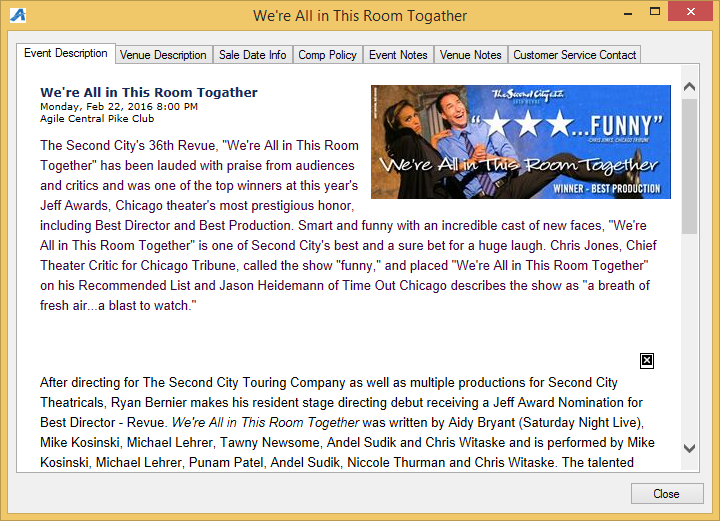 We're All in This Room Togather
Event Description
Venue Description
Sale Date Info
Comp Policy
Event Notes
Venue Notes
Customer Service Contact
We're All in This Room Togather
Monday, Feb 22, 2016 8:00 PM
Agile Central Pike Club
The Second City
36TH REVUE
"★★★...FUNNY"
-CHRIS JONES, CHICAGO TRIBUNE
We're All in This Room Together
WINNER - BEST PRODUCTION
The Second City's 36th Revue, "We're All in This Room
Together" has been lauded with praise from audiences
and critics and was one of the top winners at this year's
Jeff Awards, Chicago theater's most prestigious honor,
including Best Director and Best Production. Smart and funny with an incredible cast of new faces, "We're
All in This Room Together" is one of Second City's best and a sure bet for a huge laugh. Chris Jones, Chief
Theater Critic for Chicago Tribune, called the show "funny," and placed "We're All in This Room Together"
on his Recommended List and Jason Heidemann of Time Out Chicago describes the show as "a breath of
fresh air...a blast to watch."
After directing for The Second City Touring Company as well as multiple productions for Second City
Theatricals, Ryan Bernier makes his resident stage directing debut receiving a Jeff Award Nomination for
Best Director - Revue. We're All in This Room Together was written by Aidy Bryant (Saturday Night Live),
Mike Kosinski, Michael Lehrer, Tawny Newsome, Andel Sudik and Chris Witaske and is performed by Mike
Kosinski, Michael Lehrer, Punam Patel, Andel Sudik, Niccole Thurman and Chris Witaske. The talented
Close